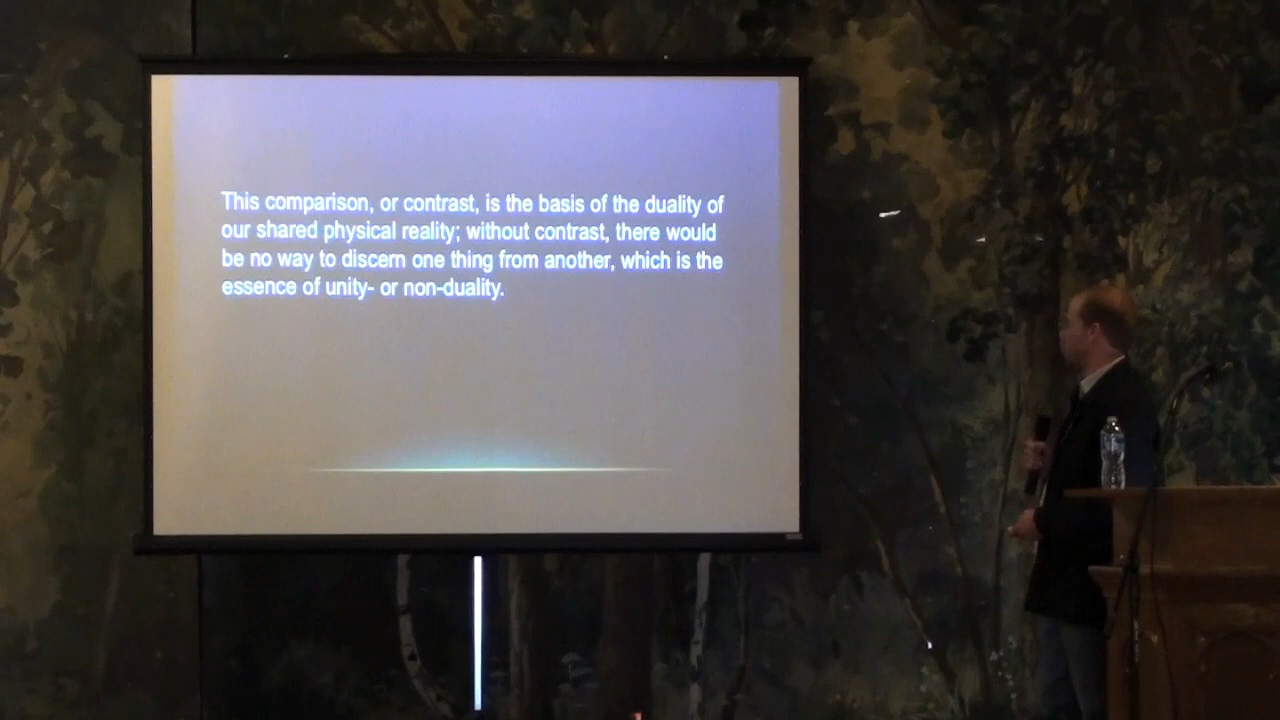 This comparison, or contrast, is the basis of the duality of
our shared physical reality; without contrast, there would
be no way to discern one thing from another, which is the
essence of unity- or non-duality.